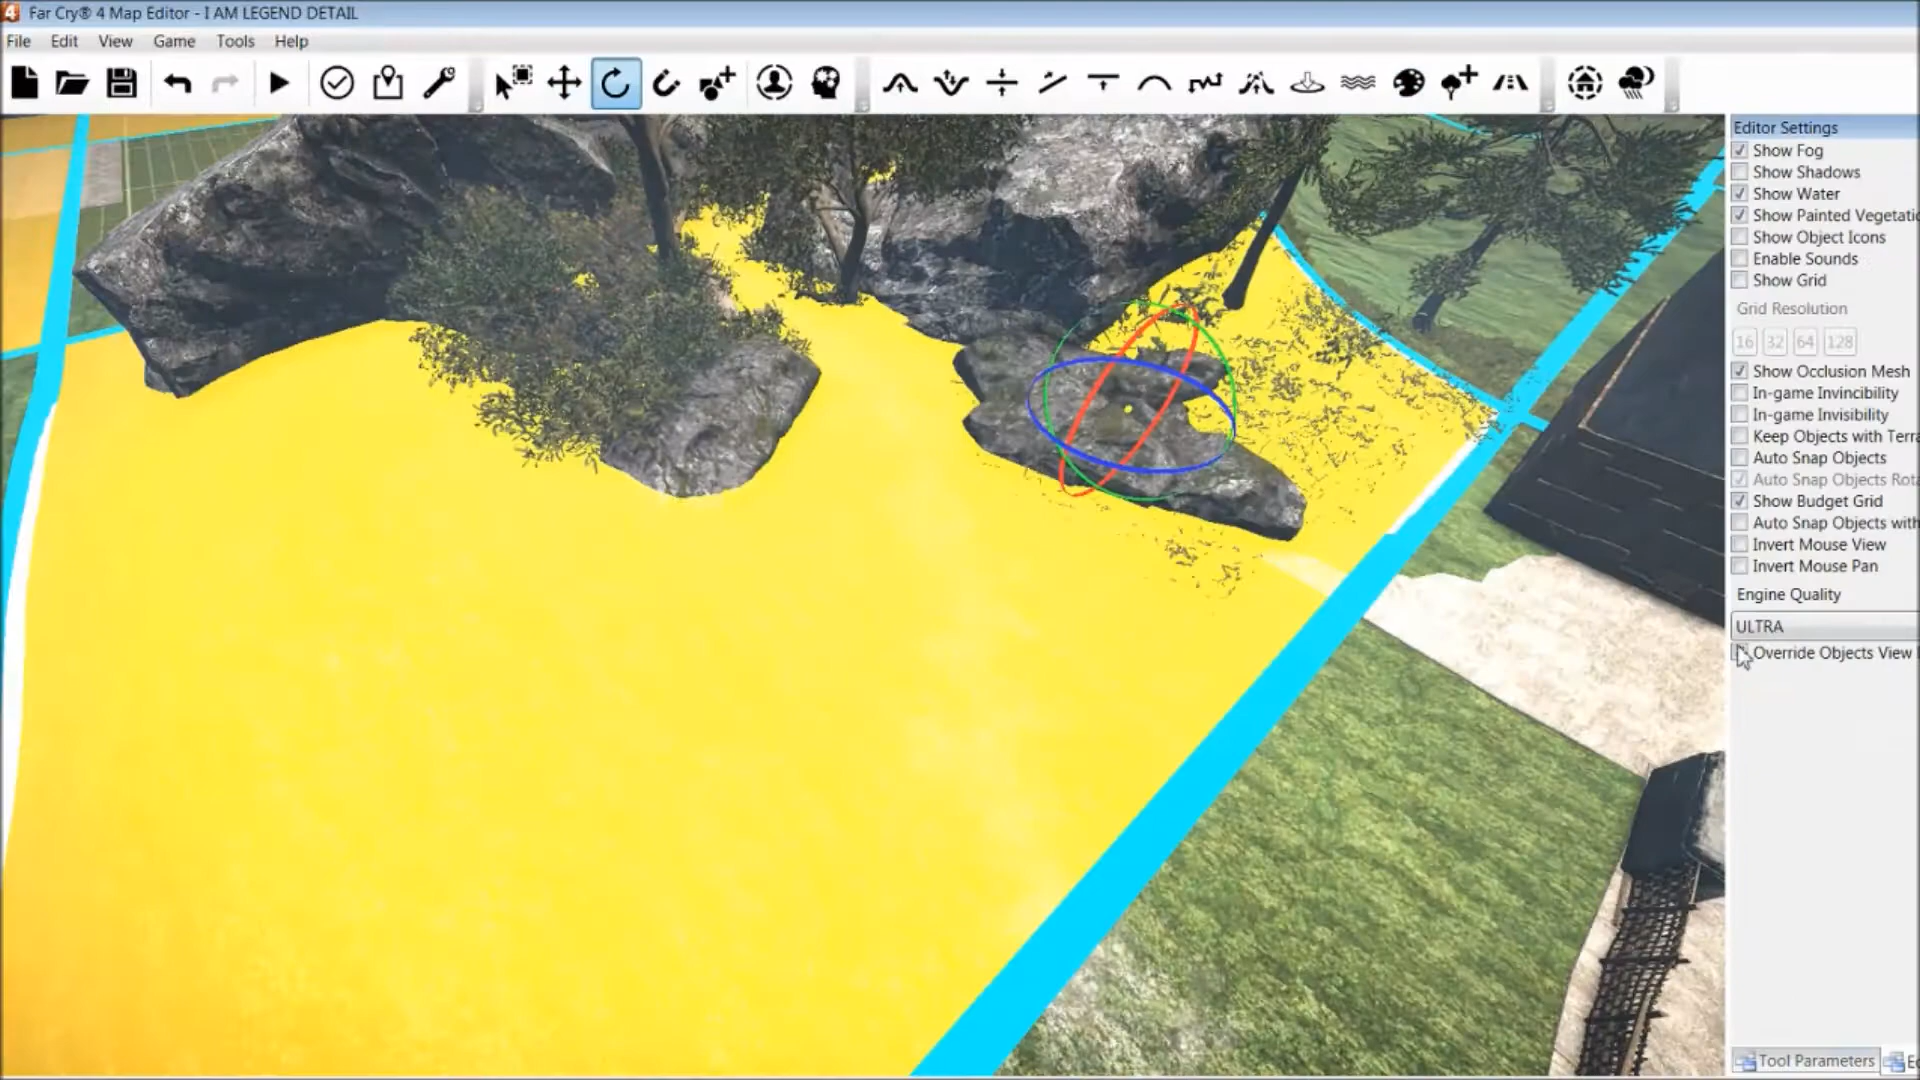 Far Cry® 4 Map Editor - I AM LEGEND DETAIL
File Edit View Game Tools Help
Editor Settings
Show Fog
Show Shadows
Show Water
Show Painted Vegetatio
Show Object Icons
Enable Sounds
Show Grid
Grid Resolution
16 32 64 128
Show Occlusion Mesh
In-game Invincibility
In-game Invisibility
Keep Objects with Terra
Auto Snap Objects
Auto Snap Objects Rota
Show Budget Grid
Auto Snap Objects with
Invert Mouse View
Invert Mouse Pan
Engine Quality
ULTRA
Override Objects View
Tool Parameters